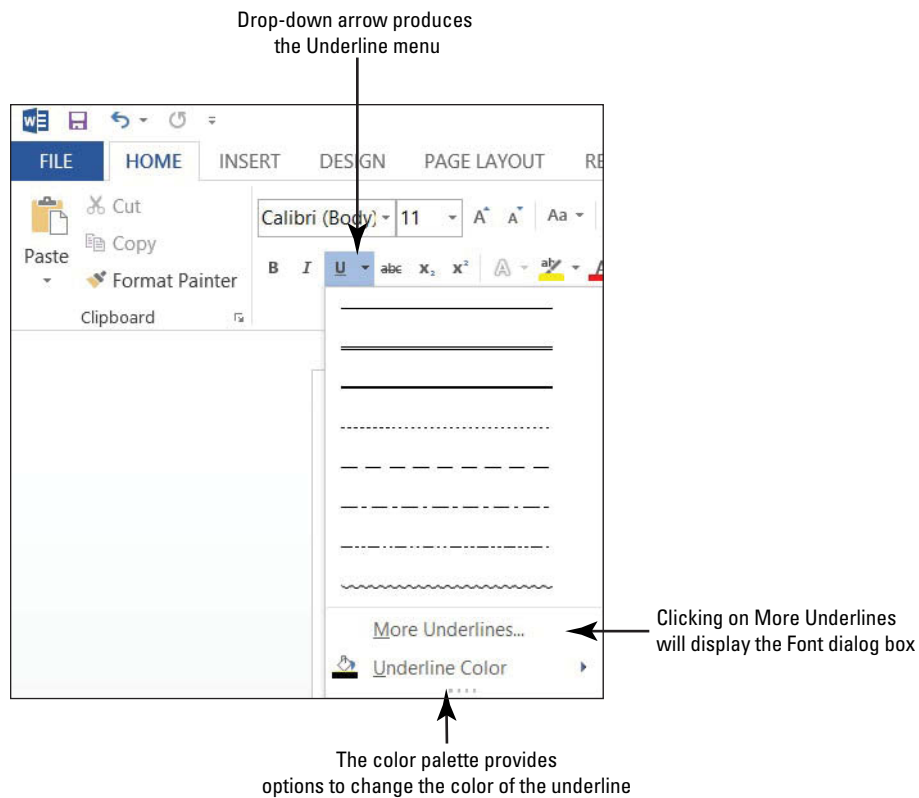 Drop-down arrow produces
the Underline menu
FILE HOME INSERT DESIGN PAGE LAYOUT RE
Cut
Calibri (Body) 11 A A Aa
Copy
Paste
B I U abc X₂ X² A ab A
Format Painter
Clipboard
More Underlines...
Clicking on More Underlines
will display the Font dialog box
Underline Color
The color palette provides
options to change the color of the underline